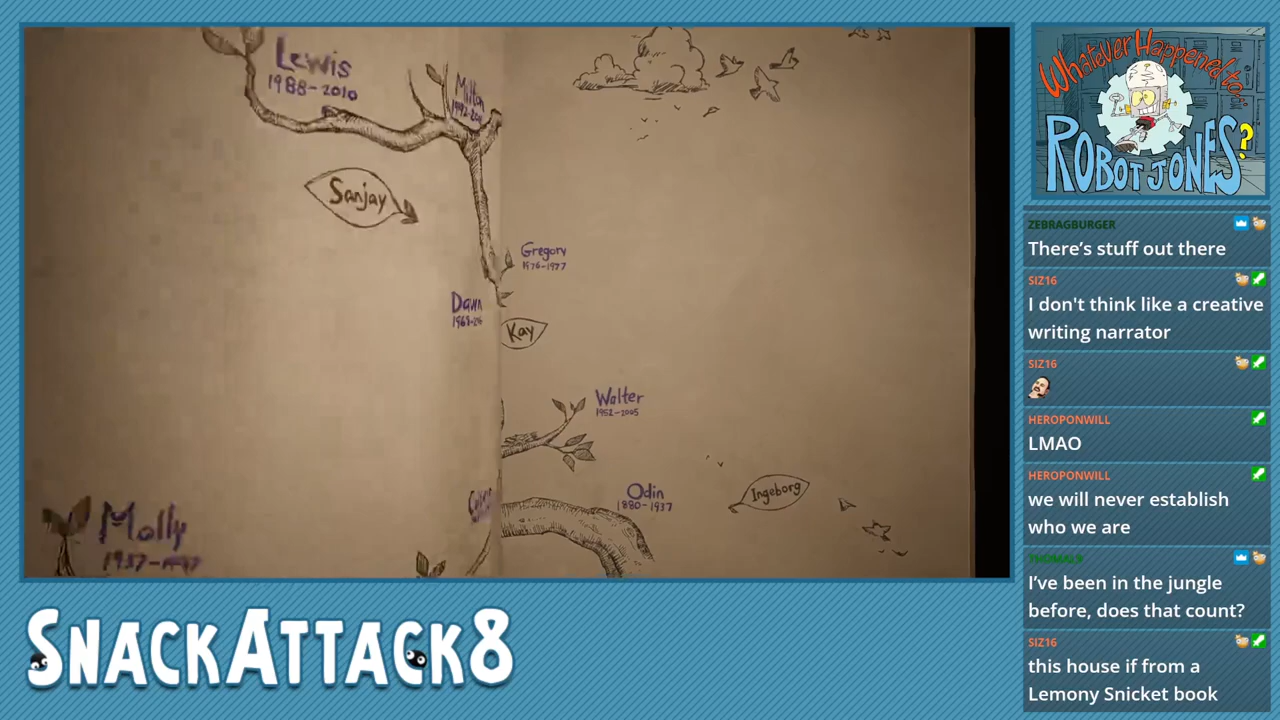 Lewis
1988-2010
Milton
Sanjay
Gregory
1976-1977
Dawn
Kay
Walter
1952-2005
Odin
1880-1937
Ingeborg
Molly
SNACKATTACK8
Whatever Happened to...
ROBOT JONES?
ZEBRAGBURGER
There's stuff out there
SIZ16
I don't think like a creative
writing narrator
SIZ16
HEROPONWILL
LMAO
HEROPONWILL
we will never establish
who we are
I've been in the jungle
before, does that count?
SIZ16
this house if from a
Lemony Snicket book